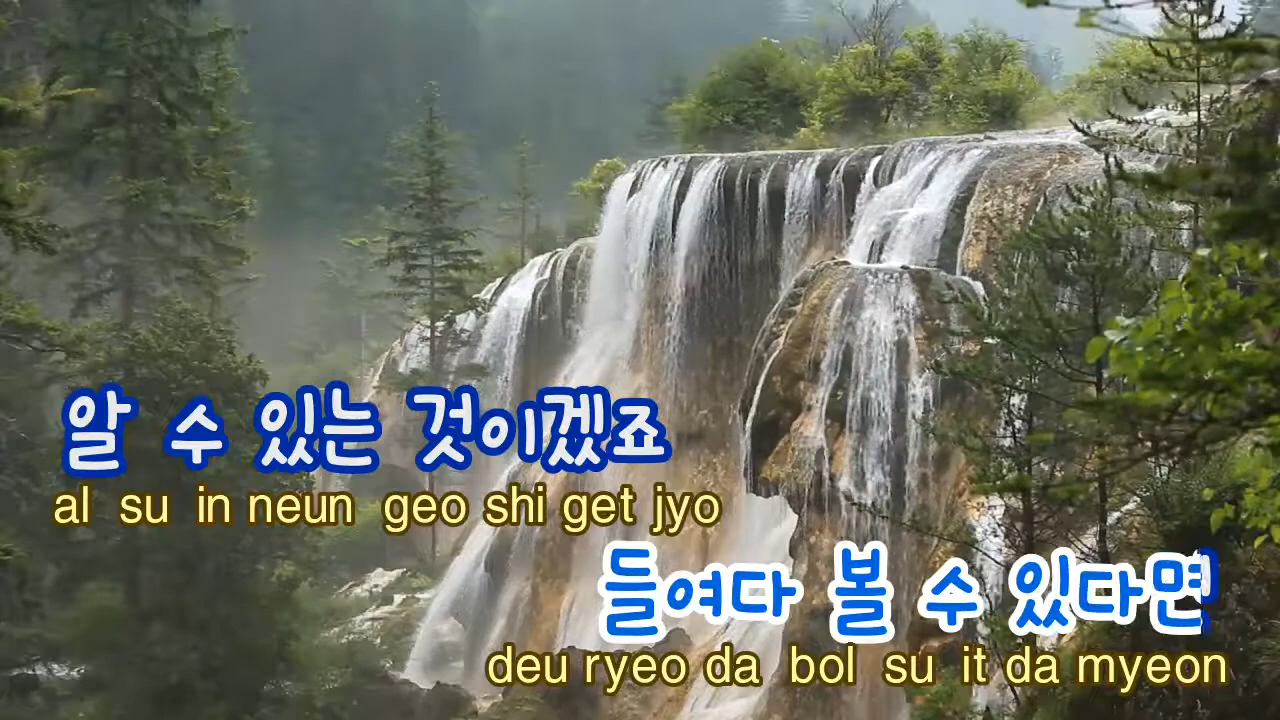 알 수 있는 것이겠죠
al su in neun geo shi get jyo
들여다 볼 수 있다면
deu ryeo da bol su it da myeon